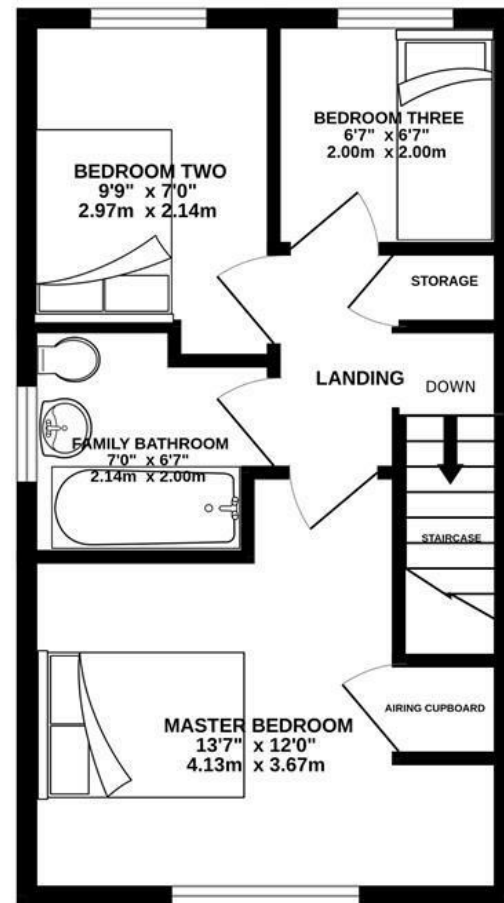 BEDROOM THREE
6'7" x 6'7"
2.00m x 2.00m
BEDROOM TWO
9'9" x 7'0"
2.97m x 2.14m
STORAGE
LANDING
DOWN
FAMILY BATHROOM
7'0" x 6'7"
2.14m x 2.00m
STAIRCASE
AIRING CUPBOARD
MASTER BEDROOM
13'7" x 12'0"
4.13m x 3.67m